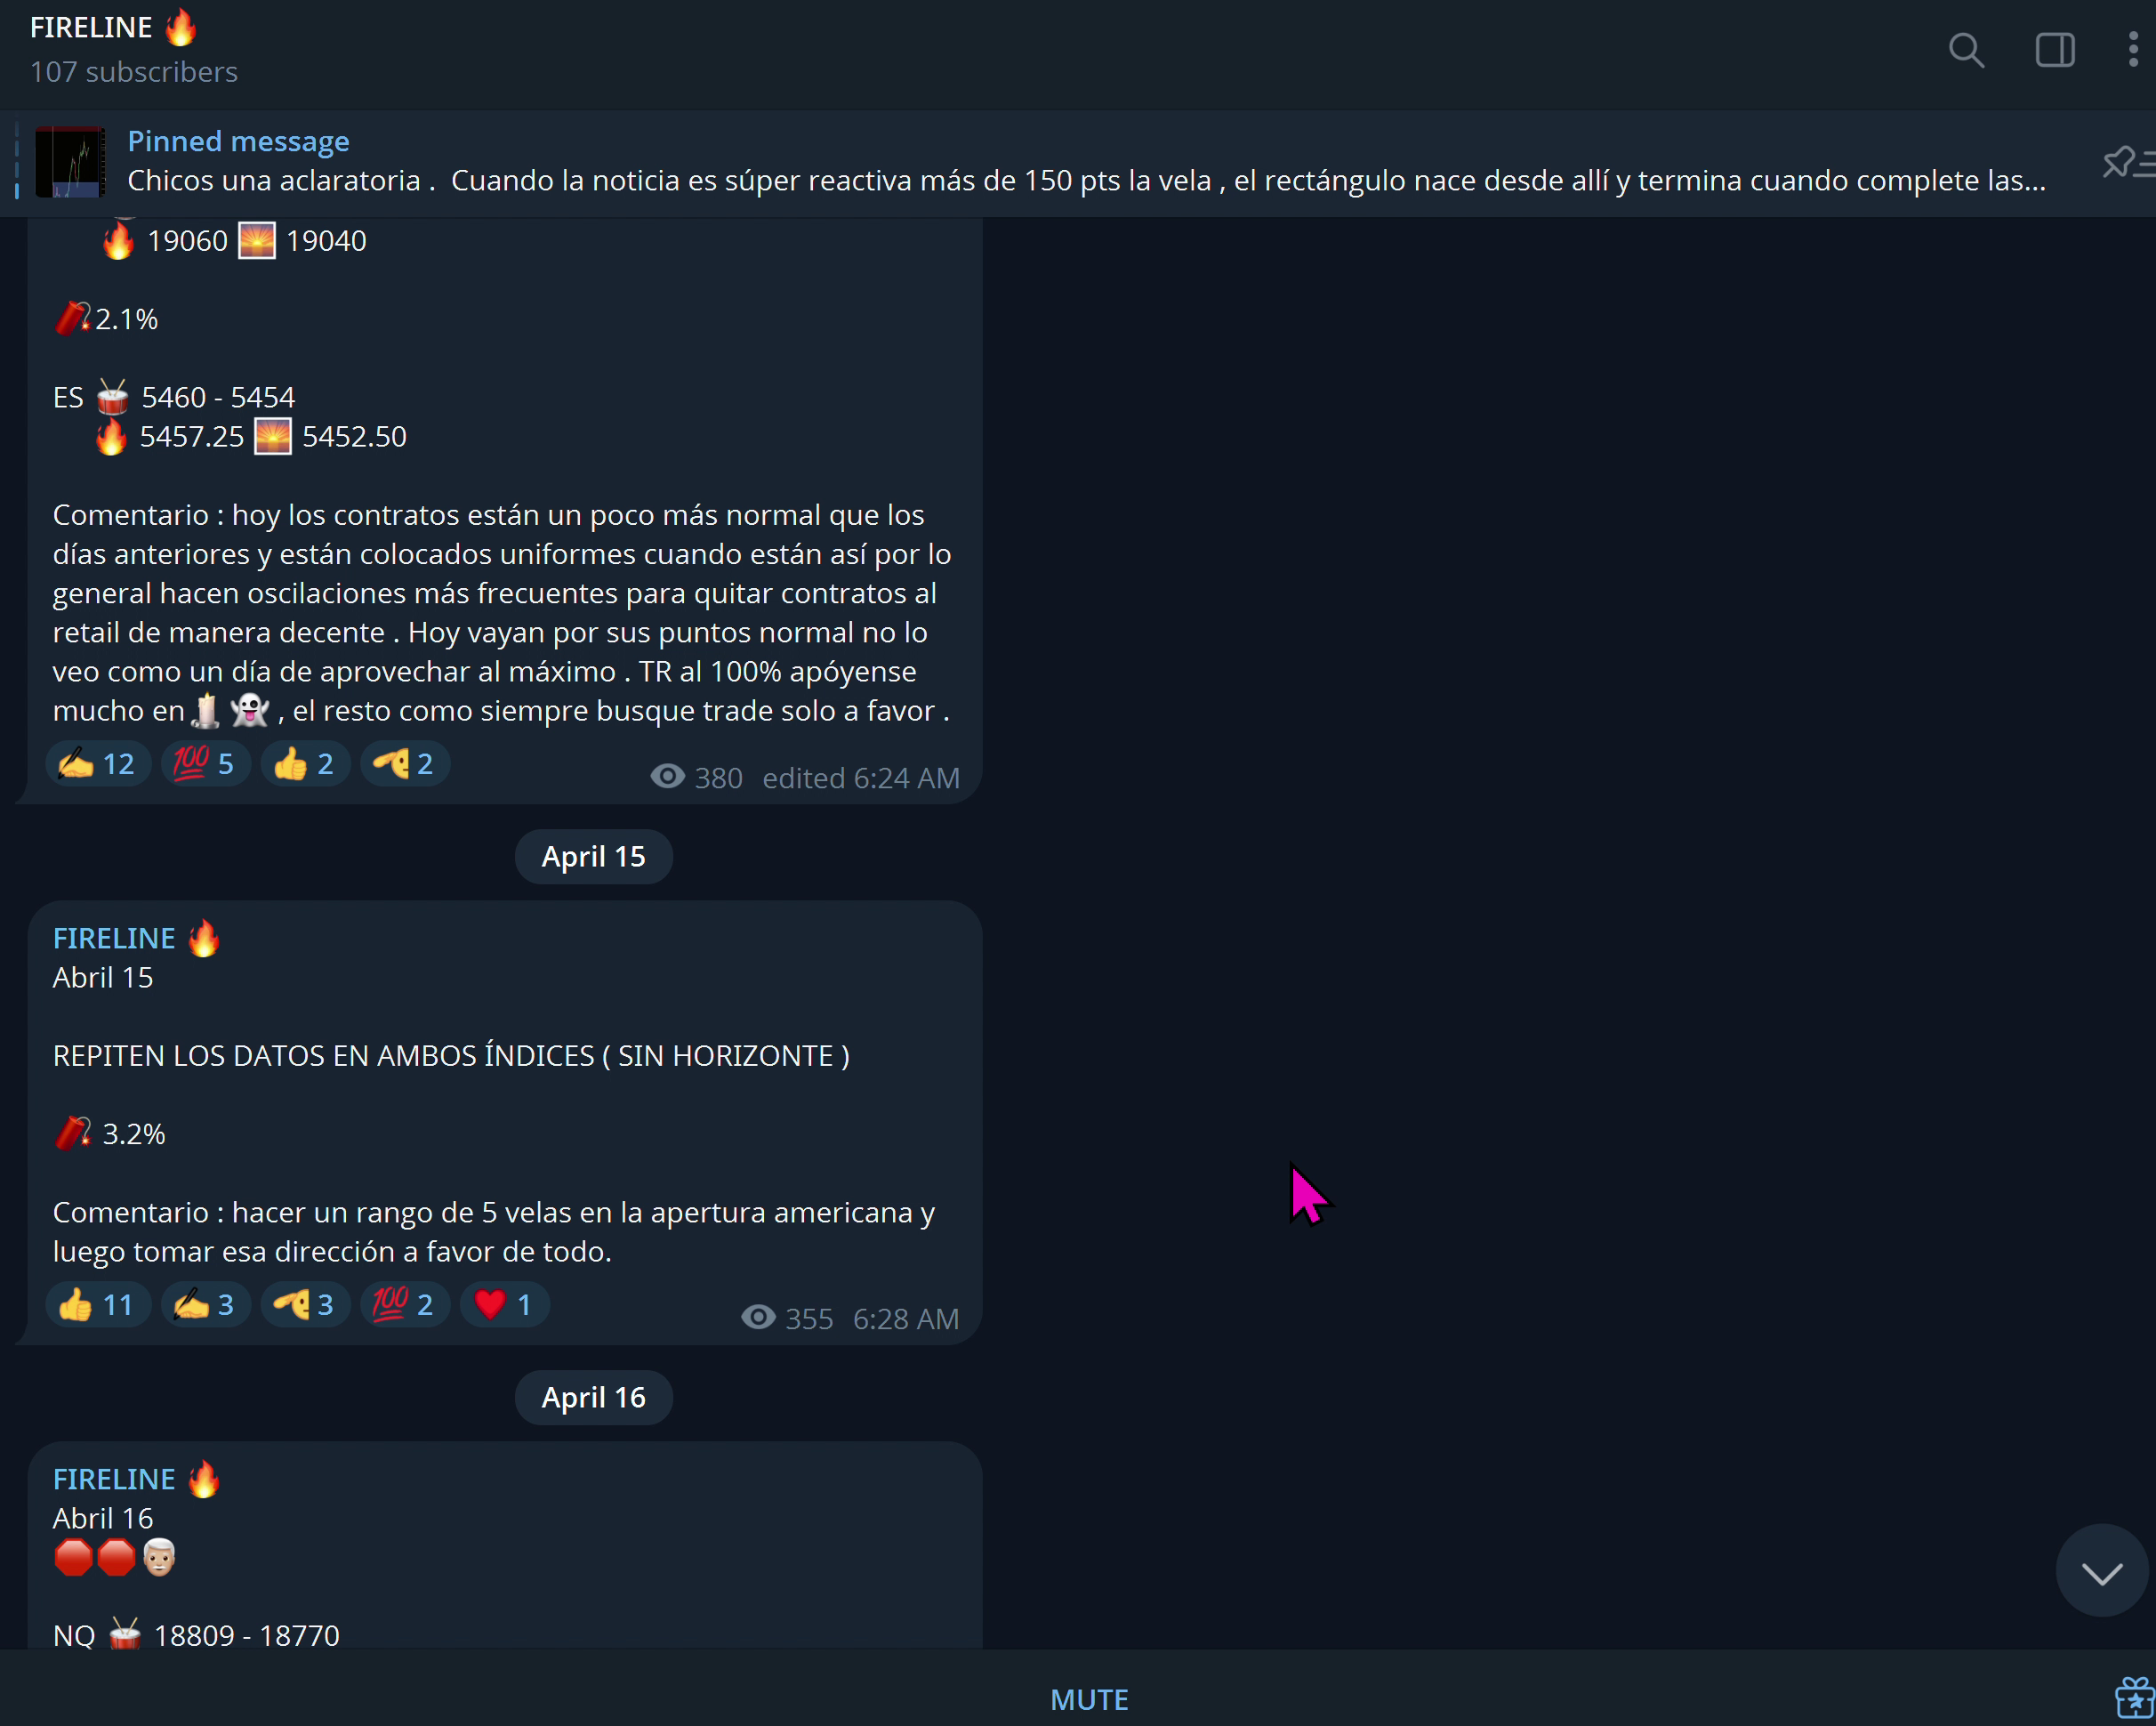 FIRELINE 🔥
107 subscribers
Pinned message
Chicos una aclaratoria .  Cuando la noticia es súper reactiva más de 150 pts la vela , el rectángulo nace desde allí y termina cuando complete las...
🔥 19060 🌅 19040
🧨2.1%
ES 🥁 5460 - 5454
🔥 5457.25 🌅 5452.50
Comentario : hoy los contratos están un poco más normal que los
días anteriores y están colocados uniformes cuando están así por lo
general hacen oscilaciones más frecuentes para quitar contratos al
retail de manera decente . Hoy vayan por sus puntos normal no lo
veo como un día de aprovechar al máximo . TR al 100% apóyense
mucho en🕯️ 👻 , el resto como siempre busque trade solo a favor .
✍️ 12 💯 5 👍 2 🫡 2
380 edited 6:24 AM
April 15
FIRELINE 🔥
Abril 15
REPITEN LOS DATOS EN AMBOS ÍNDICES ( SIN HORIZONTE )
🧨 3.2%
Comentario : hacer un rango de 5 velas en la apertura americana y
luego tomar esa dirección a favor de todo.
👍 11 ✍️ 3 🫡 3 💯 2 ❤️ 1
355 6:28 AM
April 16
FIRELINE 🔥
Abril 16
🛑🛑👨🏼‍🦳
NQ 🥁 18809 - 18770
MUTE